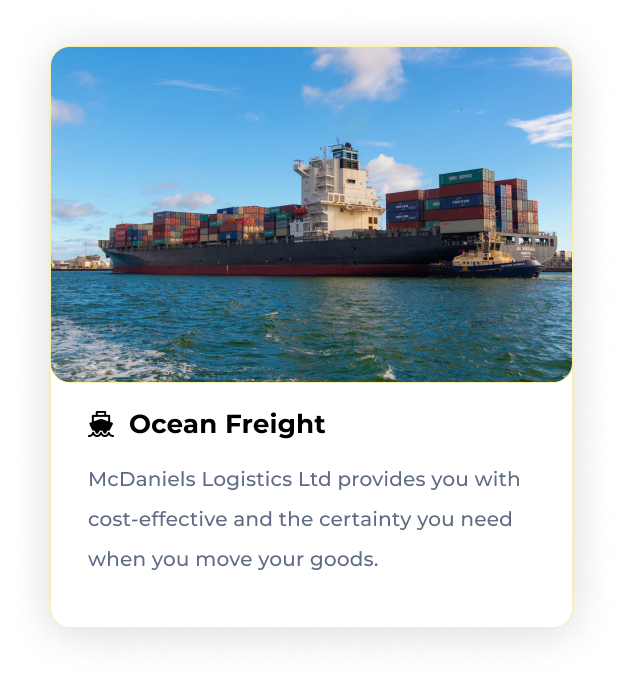 Ocean Freight
McDaniels Logistics Ltd provides you with
cost-effective and the certainty you need
when you move your goods.